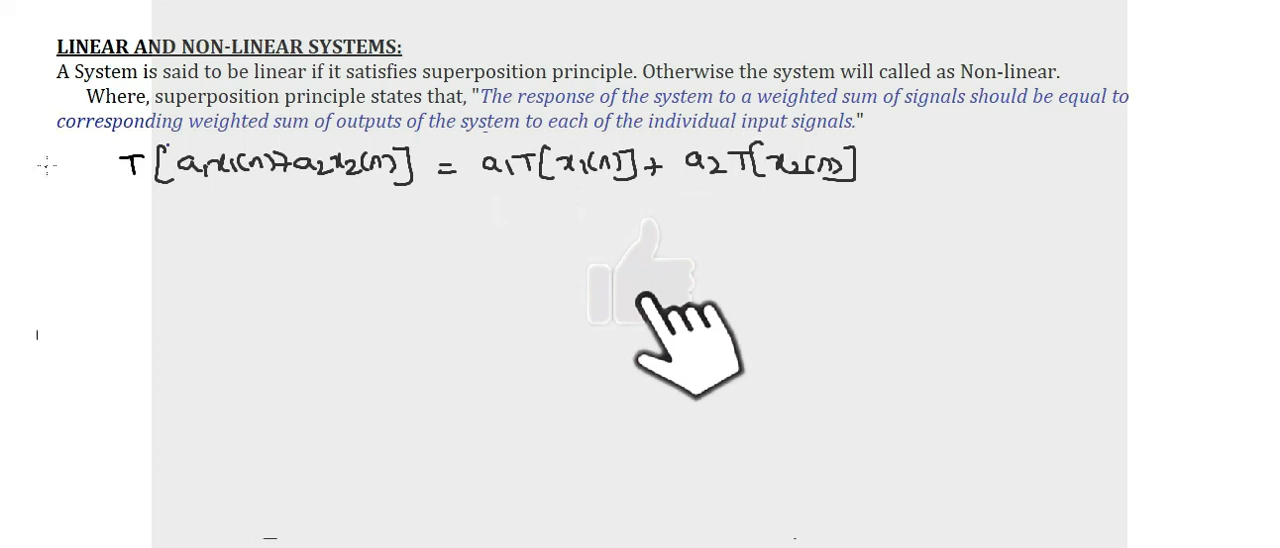 LINEAR AND NON-LINEAR SYSTEMS:
A System is said to be linear if it satisfies superposition principle. Otherwise the system will called as Non-linear.
Where, superposition principle states that, "The response of the system to a weighted sum of signals should be equal to
corresponding weighted sum of outputs of the system to each of the individual input signals."
T[a₁x₁(n)+a₂x₂(n)] = a₁T[x₁(n)] + a₂T[x₂(n)]